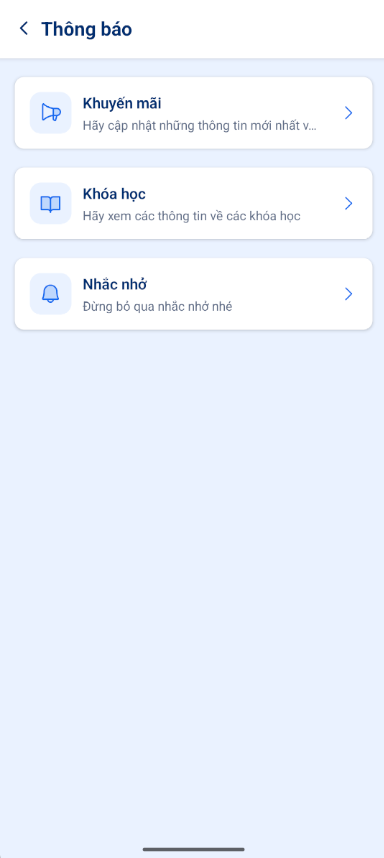 Thông báo
Khuyến mãi
Hãy cập nhật những thông tin mới nhất v...
Khóa học
Hãy xem các thông tin về các khóa học
Nhắc nhở
Đừng bỏ qua nhắc nhở nhé